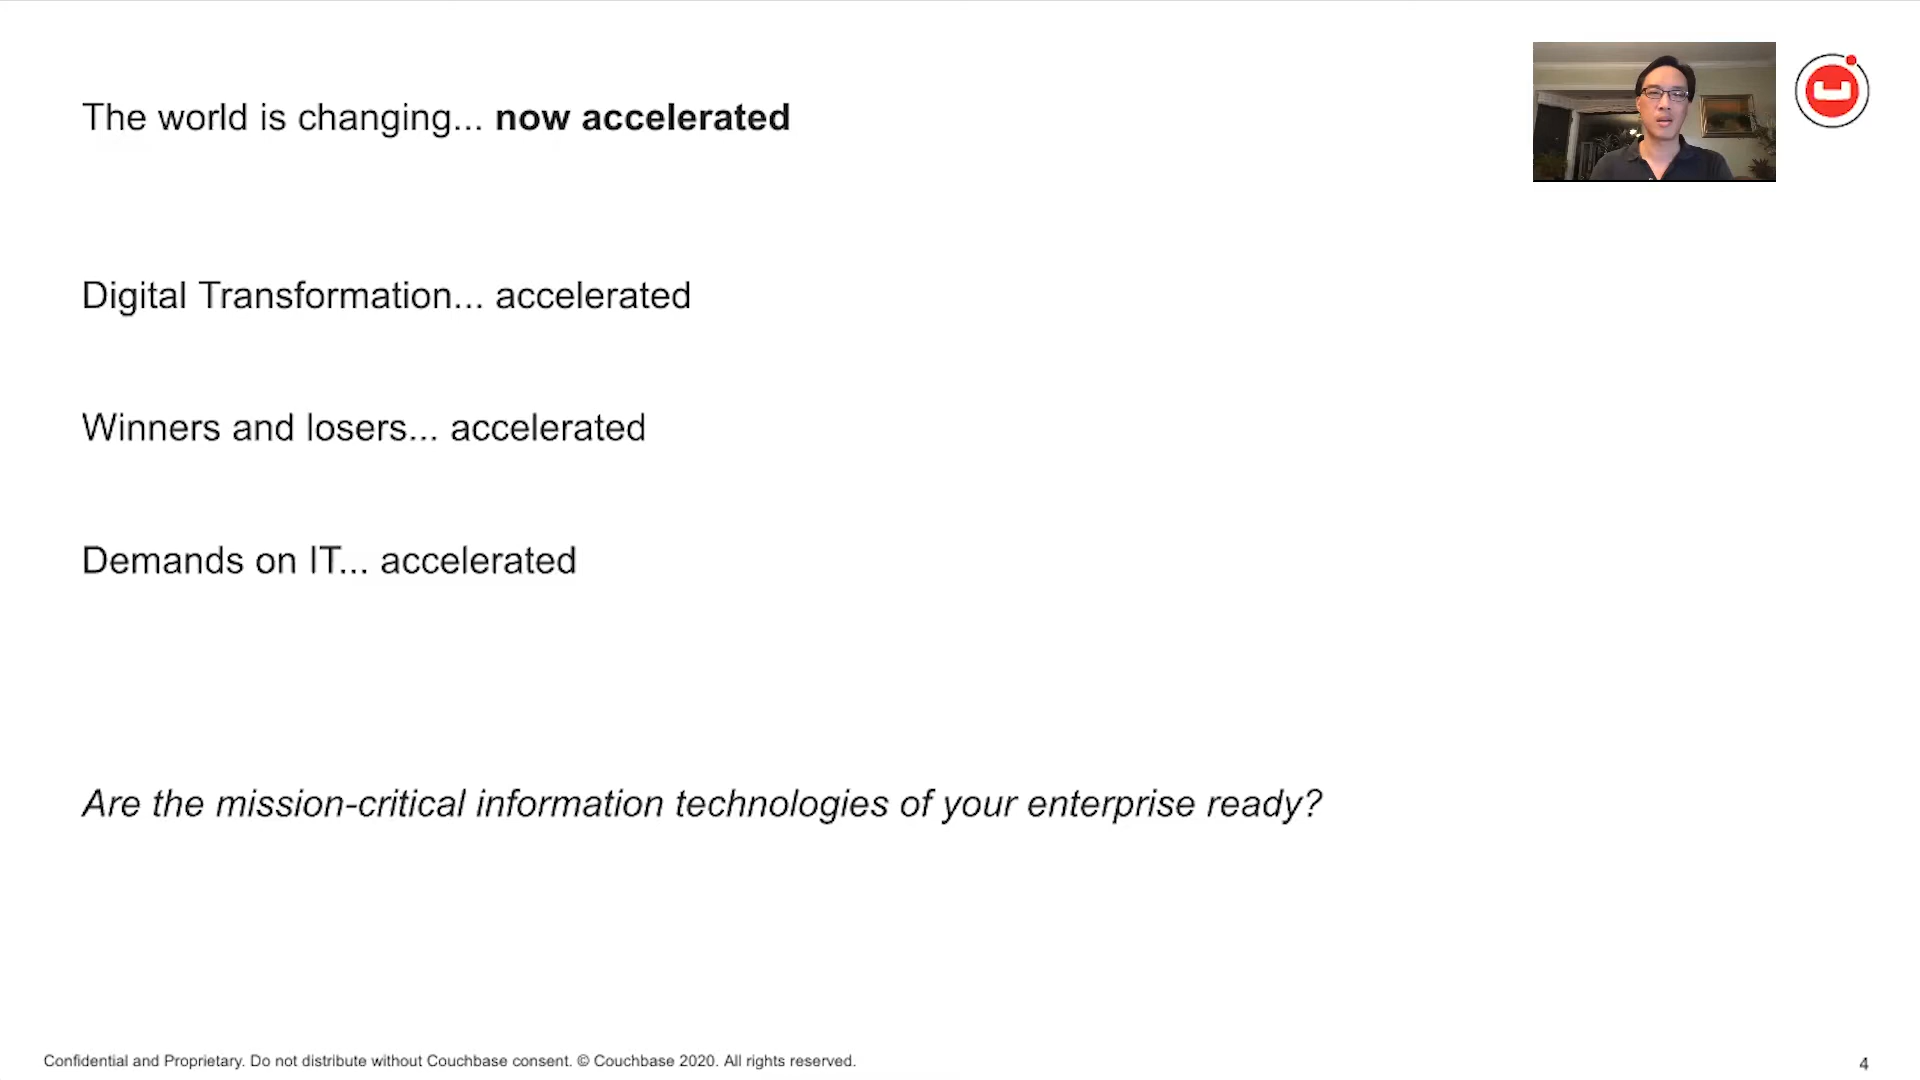 The world is changing... now accelerated
Digital Transformation... accelerated
Winners and losers... accelerated
Demands on IT... accelerated
Are the mission-critical information technologies of your enterprise ready?
Confidential and Proprietary. Do not distribute without Couchbase consent. © Couchbase 2020. All rights reserved.
4